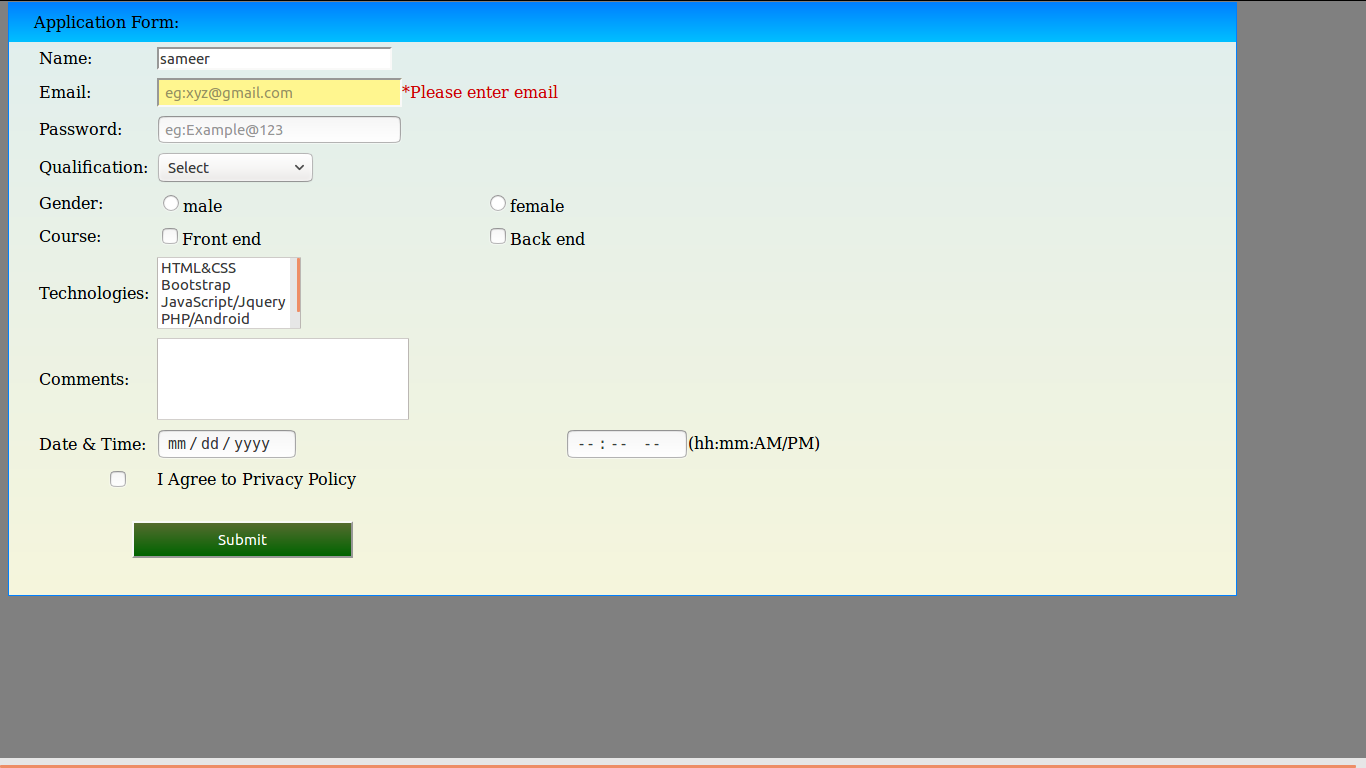 Application Form:
Name: sameer
Email: eg:xyz@gmail.com *Please enter email
Password: eg:Example@123
Qualification: Select
Gender: male female
Course: Front end Back end
Technologies: HTML&CSS
Bootstrap
JavaScript/Jquery
PHP/Android
Comments:
Date & Time: mm/dd/yyyy --:-- -- (hh:mm:AM/PM)
I Agree to Privacy Policy
Submit